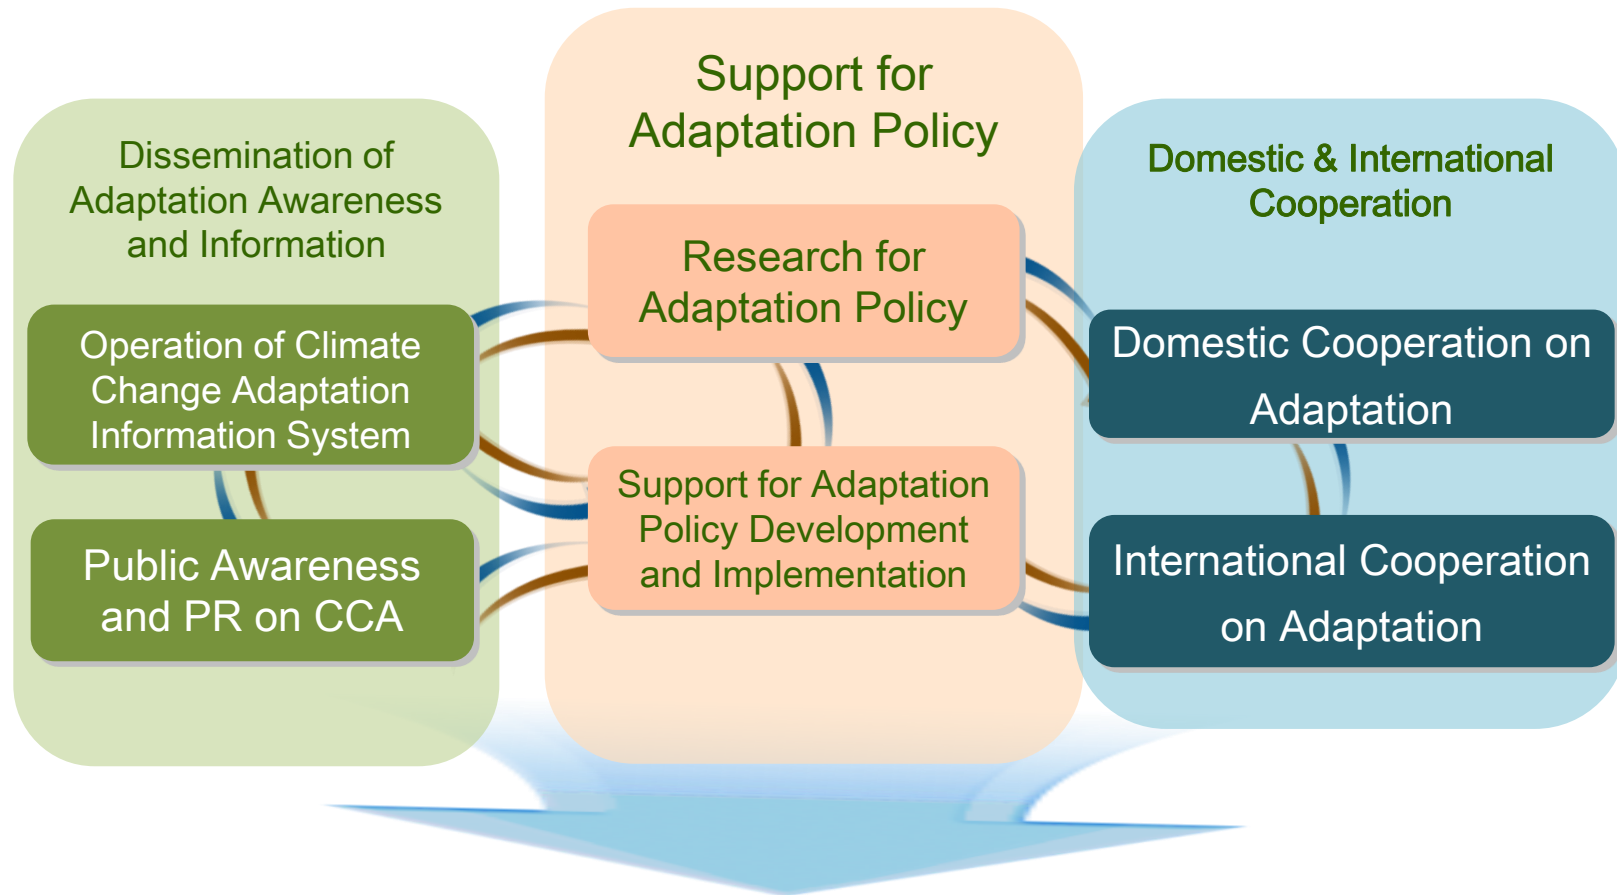 Dissemination of
Adaptation Awareness
and Information
Operation of Climate
Change Adaptation
Information System
Public Awareness
and PR on CCA
Support for
Adaptation Policy
Research for
Adaptation Policy
Support for Adaptation
Policy Development
and Implementation
Domestic & International
Cooperation
Domestic Cooperation on
Adaptation
International Cooperation
on Adaptation